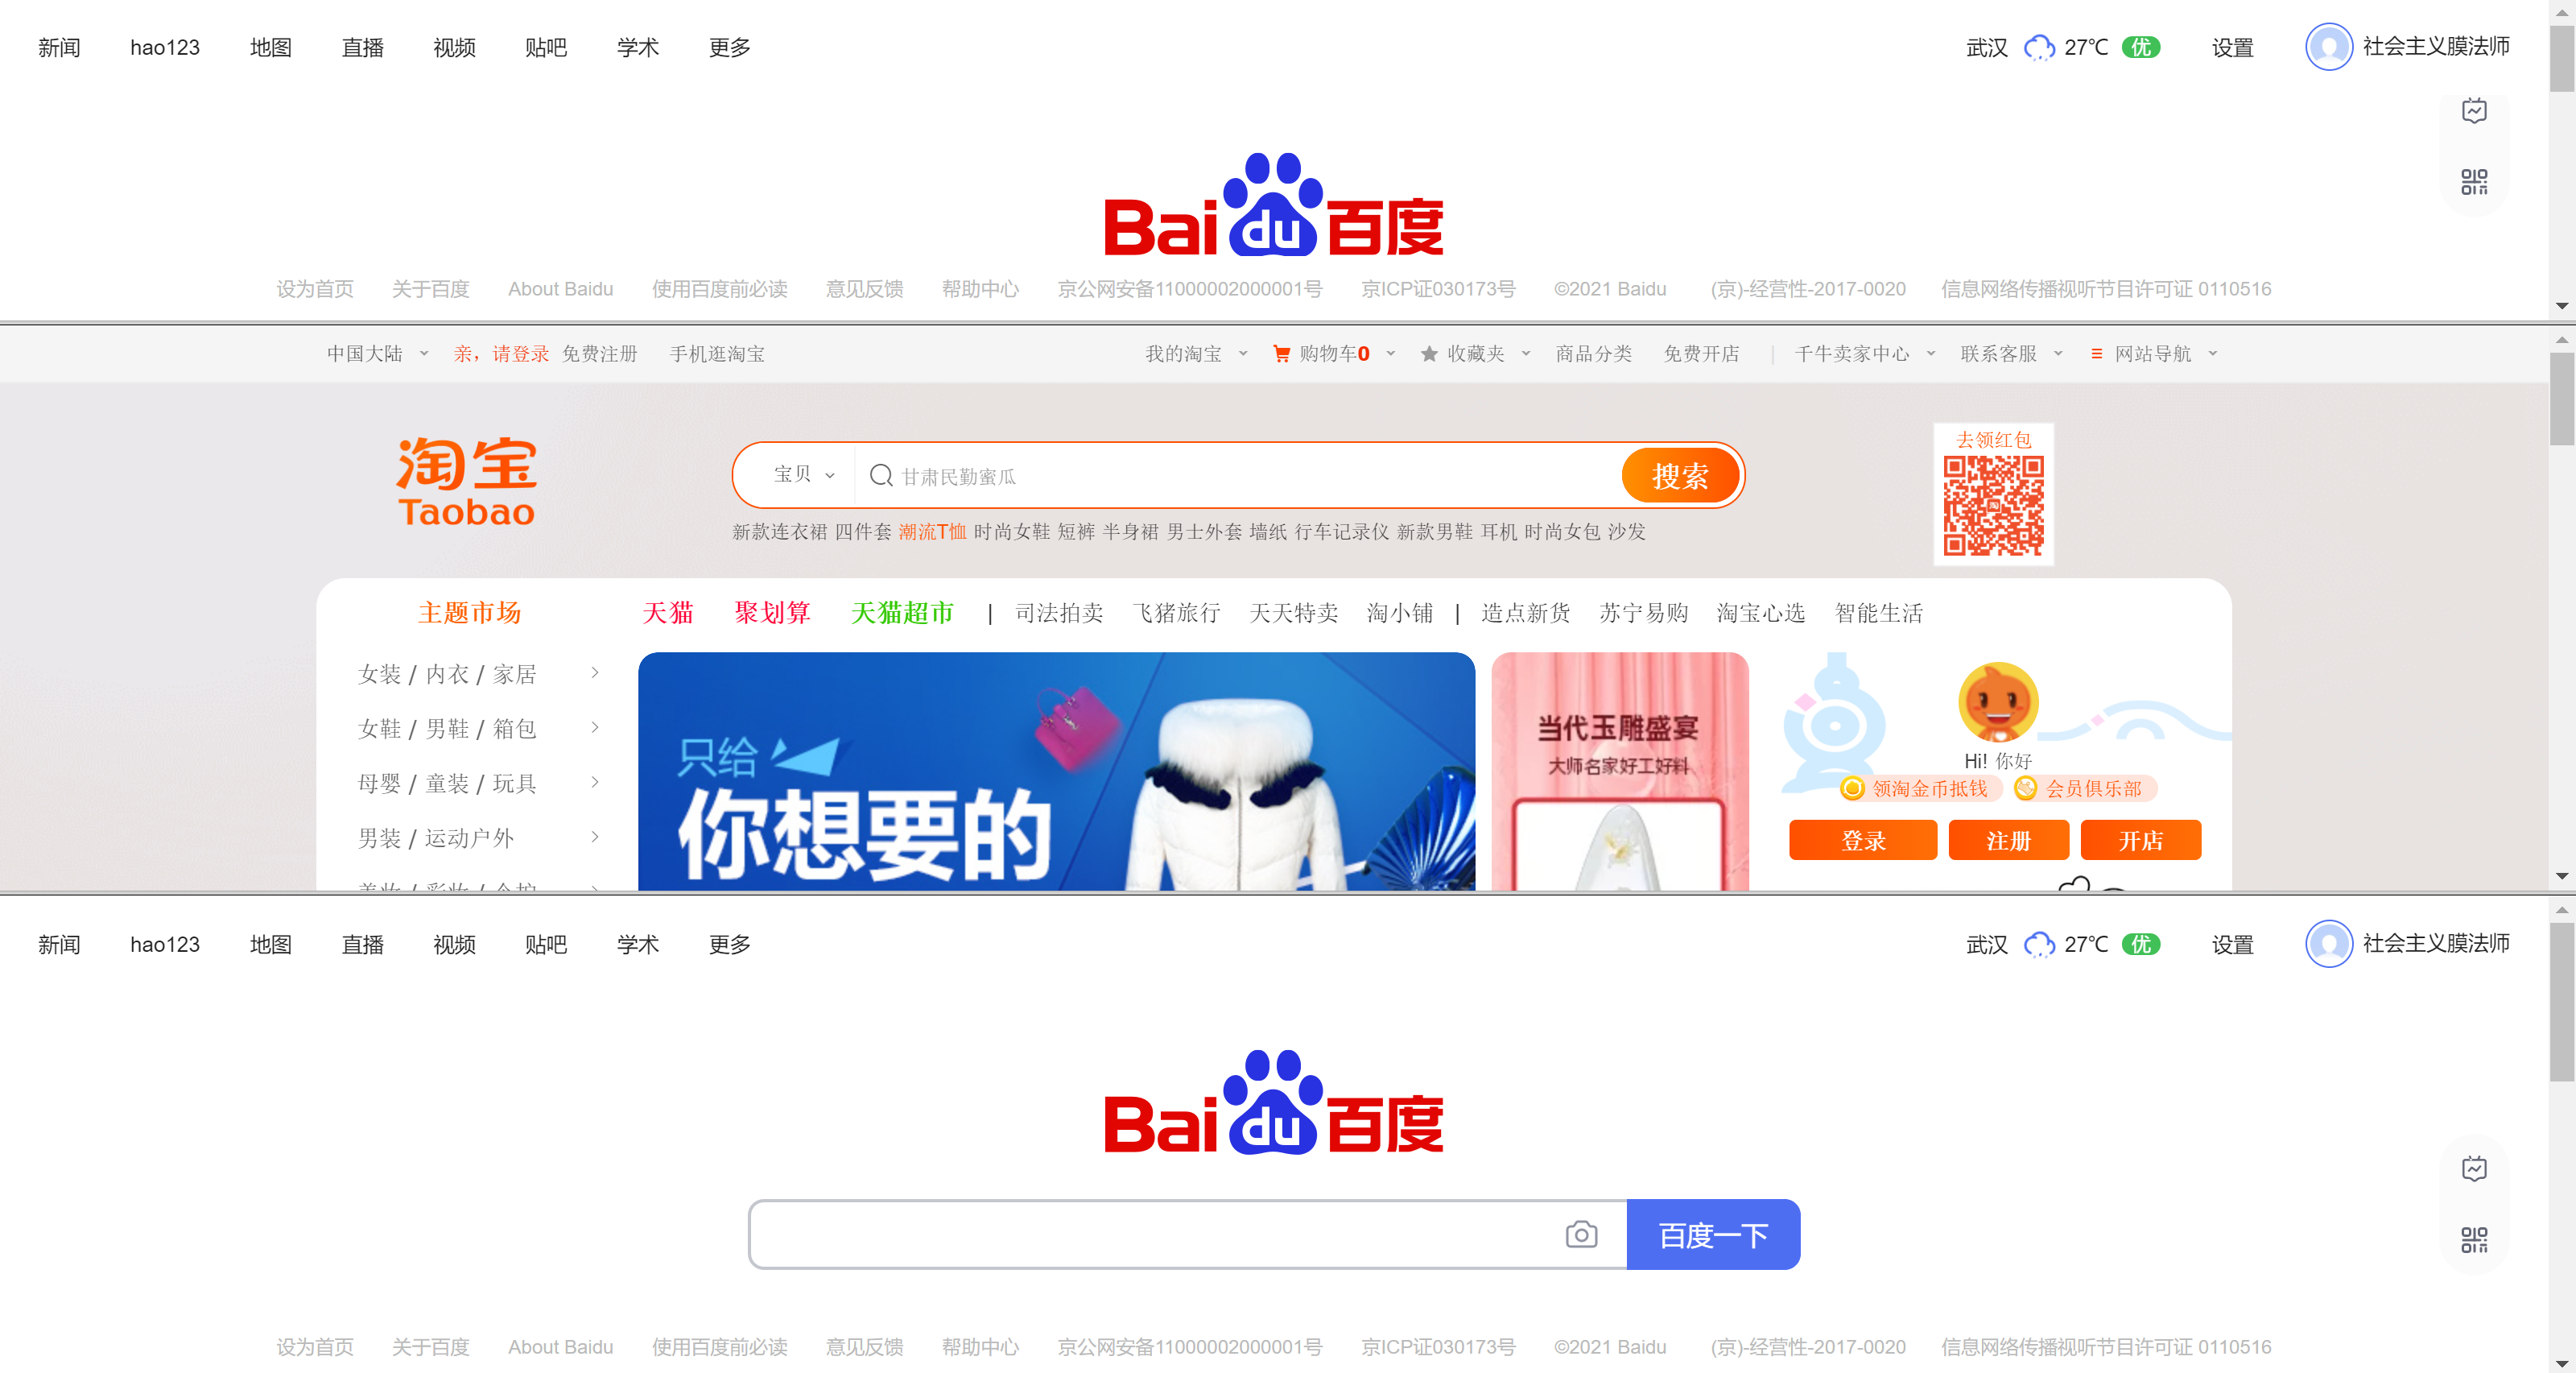 新闻 hao123 地图 直播 视频 贴吧 学术 更多 武汉 27℃ 优 设置 社会主义膜法师
Bai du 百度
设为首页 关于百度 About Baidu 使用百度前必读 意见反馈 帮助中心 京公网安备11000002000001号 京ICP证030173号 ©2021 Baidu (京)-经营性-2017-0020 信息网络传播视听节目许可证 0110516
中国大陆 亲，请登录 免费注册 手机逛淘宝 我的淘宝 购物车0 收藏夹 商品分类 免费开店 | 千牛卖家中心 联系客服 网站导航
淘宝
Taobao
宝贝 甘肃民勤蜜瓜 搜索
新款连衣裙 四件套 潮流T恤 时尚女鞋 短裤 半身裙 男士外套 墙纸 行车记录仪 新款男鞋 耳机 时尚女包 沙发
去领红包
主题市场 天猫 聚划算 天猫超市 | 司法拍卖 飞猪旅行 天天特卖 淘小铺 | 造点新货 苏宁易购 淘宝心选 智能生活
女装 / 内衣 / 家居
女鞋 / 男鞋 / 箱包
母婴 / 童装 / 玩具
男装 / 运动户外
美妆 / 彩妆 / 个护
只给
你想要的
当代玉雕盛宴
大师名家好工好料
Hi! 你好
领淘金币抵钱 会员俱乐部
登录 注册 开店
新闻 hao123 地图 直播 视频 贴吧 学术 更多 武汉 27℃ 优 设置 社会主义膜法师
Bai du 百度
百度一下
设为首页 关于百度 About Baidu 使用百度前必读 意见反馈 帮助中心 京公网安备11000002000001号 京ICP证030173号 ©2021 Baidu (京)-经营性-2017-0020 信息网络传播视听节目许可证 0110516